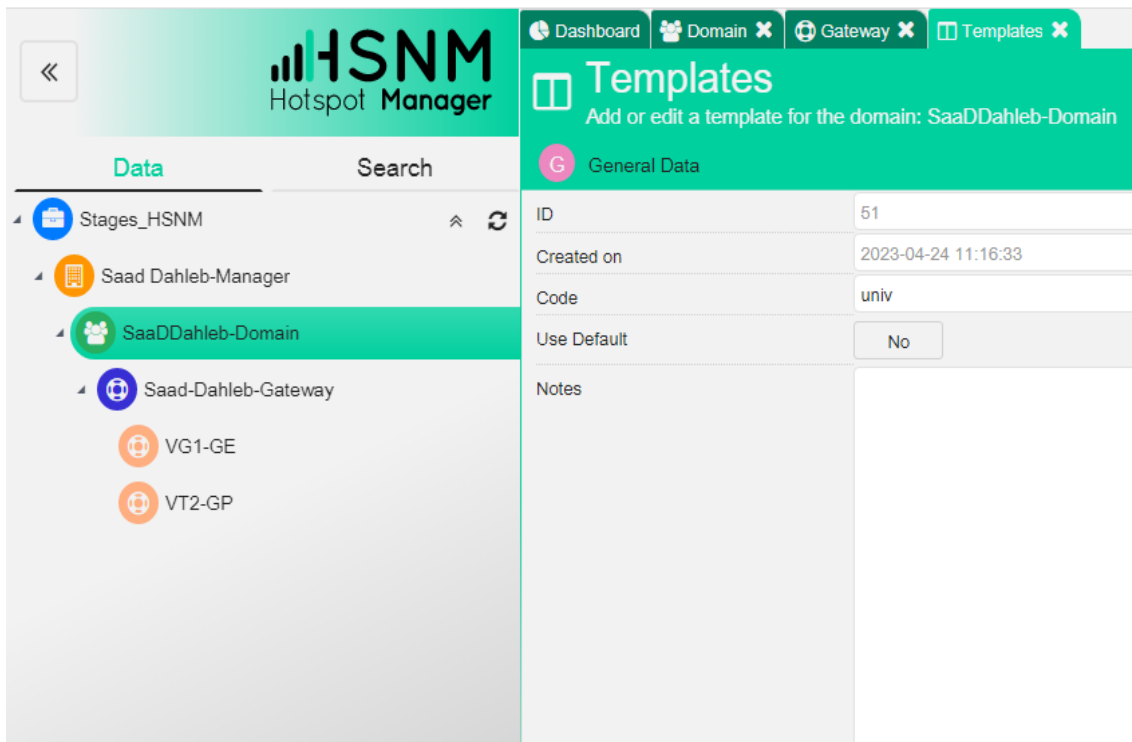 HSNM
Hotspot Manager
Data
Search
Stages_HSNM
Saad Dahleb-Manager
SaaDDahleb-Domain
Saad-Dahleb-Gateway
VG1-GE
VT2-GP
Dashboard
Domain
Gateway
Templates
Templates
Add or edit a template for the domain: SaaDDahleb-Domain
G General Data
ID 51
Created on 2023-04-24 11:16:33
Code univ
Use Default No
Notes